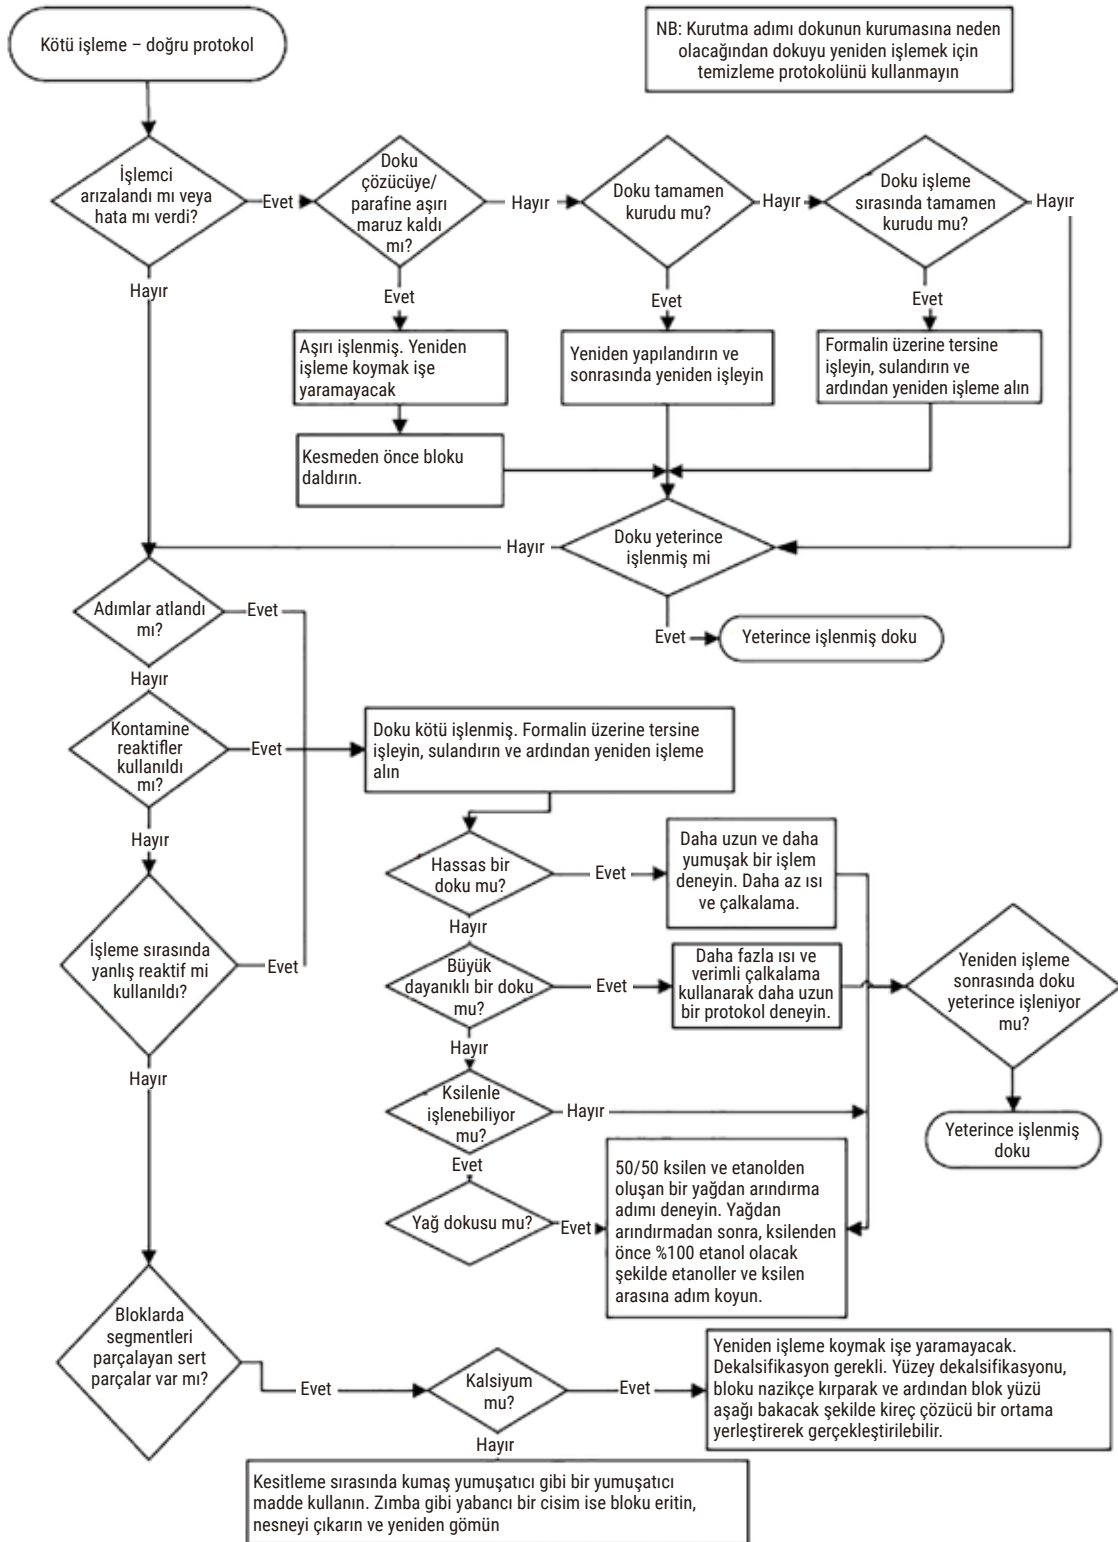 Kötü işleme – doğru protokol
NB: Kurutma adımı dokunun kurumasına neden
olacağından dokuyu yeniden işlemek için
temizleme protokolünü kullanmayın
İşlemci
arızalandı mı veya
hata mı verdi?
Evet
Doku
çözücüye/
parafine aşırı
maruz kaldı
mı?
Hayır
Doku tamamen
kurudu mu?
Hayır
Doku işleme
sırasında tamamen
kurudu mu?
Hayır
Hayır
Evet
Evet
Evet
Aşırı işlenmiş. Yeniden
işleme koymak işe
yaramayacak
Yeniden yapılandırın ve
sonrasında yeniden işleyin
Formalin üzerine tersine
işleyin, sulandırın ve
ardından yeniden işleme alın
Kesmeden önce bloku
daldırın.
Doku yeterince
işlenmiş mi
Hayır
Evet
Yeterince işlenmiş doku
Adımlar atlandı
mı?
Evet
Hayır
Kontamine
reaktifler
kullanıldı
mı?
Evet
Doku kötü işlenmiş. Formalin üzerine tersine
işleyin, sulandırın ve ardından yeniden işleme
alın
Hayır
İşleme sırasında
yanlış reaktif mi
kullanıldı?
Evet
Hayır
Hassas bir
doku mu?
Evet
Daha uzun ve daha
yumuşak bir işlem
deneyin. Daha az ısı
ve çalkalama.
Hayır
Büyük
dayanıklı bir doku
mu?
Evet
Daha fazla ısı ve
verimli çalkalama
kullanarak daha uzun
bir protokol deneyin.
Yeniden işleme
sonrasında doku
yeterince işleniyor
mu?
Hayır
Ksilenle
işlenebiliyor
mu?
Hayır
Yeterince işlenmiş
doku
Evet
Yağ dokusu mu?
Evet
50/50 ksilen ve etanolden
oluşan bir yağdan arındırma
adımı deneyin. Yağdan
arındırmadan sonra, ksilenden
önce %100 etanol olacak
şekilde etanoller ve ksilen
arasına adım koyun.
Bloklarda
segmentleri
parçalayan sert
parçalar var mı?
Evet
Kalsiyum
mu?
Evet
Yeniden işleme koymak işe yaramayacak.
Dekalsifikasyon gerekli. Yüzey dekalsifikasyonu,
bloku nazikçe kırparak ve ardından blok yüzü
aşağı bakacak şekilde kireç çözücü bir ortama
yerleştirerek gerçekleştirilebilir.
Hayır
Kesitleme sırasında kumaş yumuşatıcı gibi bir yumuşatıcı
madde kullanın. Zımba gibi yabancı bir cisim ise bloku eritin,
nesneyi çıkarın ve yeniden gömün